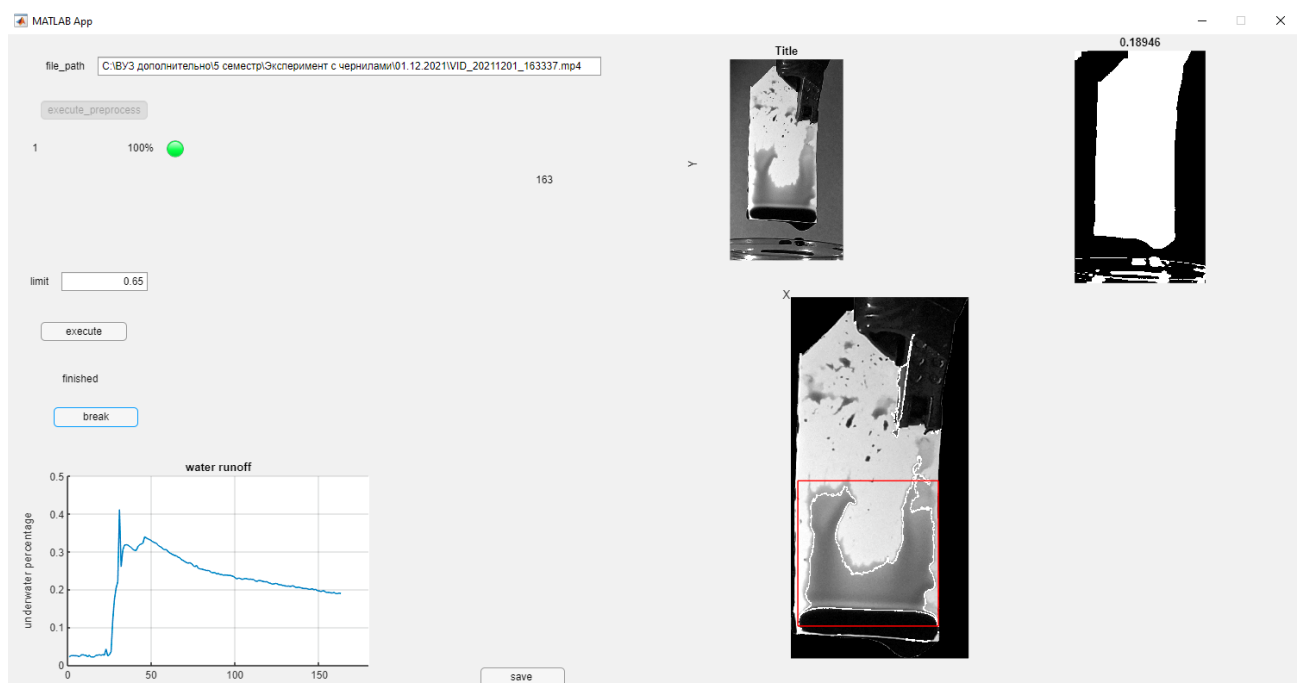 MATLAB App
file_path C:\ВУЗ дополнительно\5 семестр\Эксперимент с чернилами\01.12.2021\VID_20211201_163337.mp4
execute_preprocess
1 100%
163
limit 0.65
execute
finished
break
water runoff
underwater percentage
0.5
0.4
0.3
0.2
0.1
0
0 50 100 150
save
Title
Y
X
0.18946